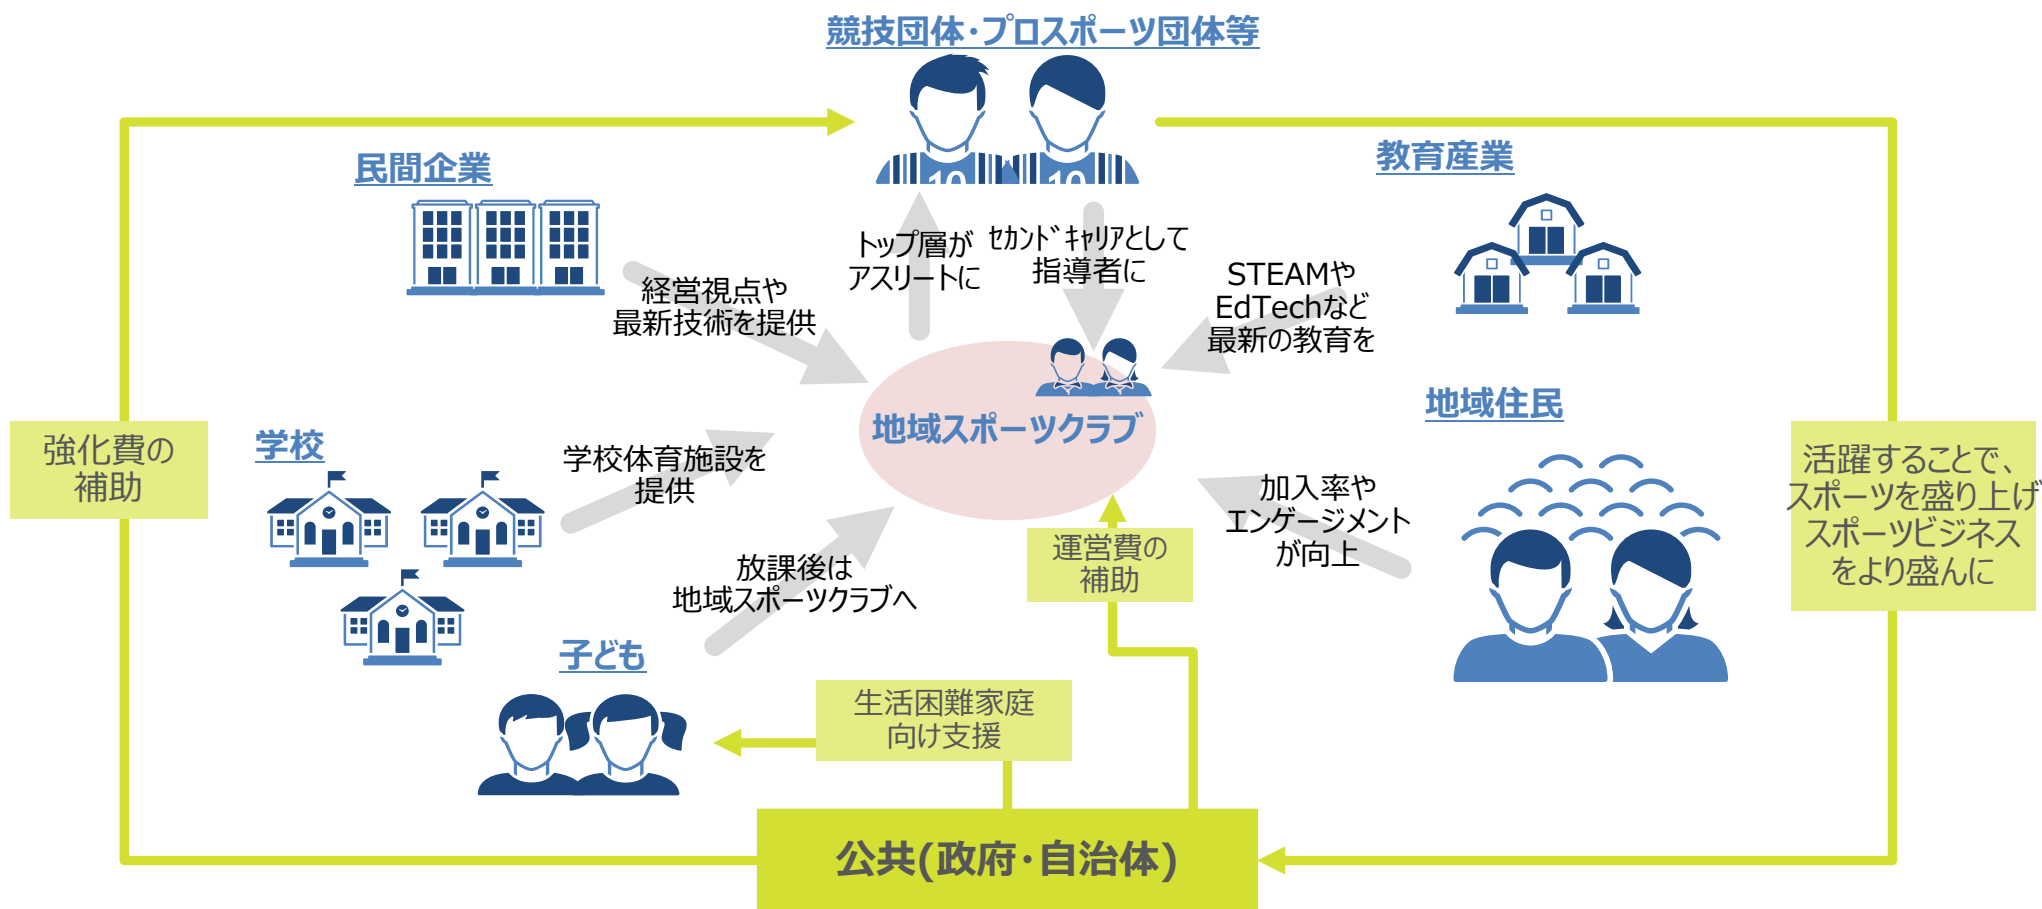 競技団体・プロスポーツ団体等
民間企業
教育産業
トップ層が
アスリートに
ｾｶﾝﾄﾞｷｬﾘｱとして
指導者に
経営視点や
最新技術を提供
STEAMや
EdTechなど
最新の教育を
地域スポーツクラブ
地域住民
強化費の
補助
学校
学校体育施設を
提供
加入率や
エンゲージメント
が向上
活躍することで、
スポーツを盛り上げ
スポーツビジネス
をより盛んに
放課後は
地域スポーツクラブへ
運営費の
補助
子ども
生活困難家庭
向け支援
公共(政府・自治体)
10
10